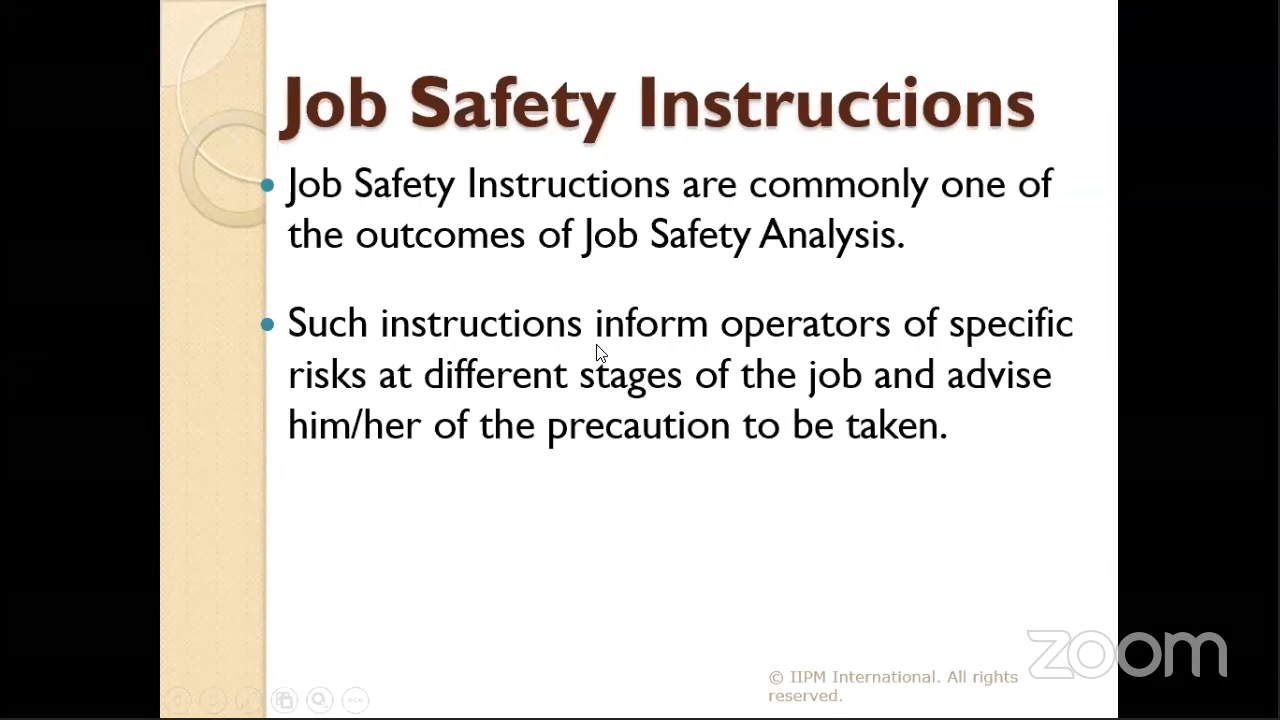 Job Safety Instructions
• Job Safety Instructions are commonly one of
the outcomes of Job Safety Analysis.
• Such instructions inform operators of specific
risks at different stages of the job and advise
him/her of the precaution to be taken.
zoom
© IIPM International. All rights
reserved.